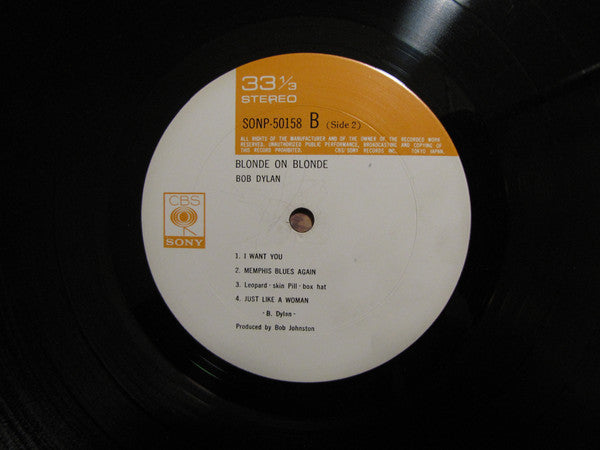 33 1/3
STEREO
SONP-50158 B (Side 2)
ALL RIGHTS OF THE MANUFACTURER AND OF THE OWNER OF THE RECORDED WORK
RESERVED. UNAUTHORIZED PUBLIC PERFORMANCE, BROADCASTING AND COPYING OF
THIS RECORD PROHIBITED. CBS/SONY RECORDS INC. TOKYO JAPAN.
BLONDE ON BLONDE
BOB DYLAN
CBS
SONY
1. I WANT YOU
2. MEMPHIS BLUES AGAIN
3. Leopard-skin Pill-box hat
4. JUST LIKE A WOMAN
-B. Dylan-
Produced by Bob Johnston